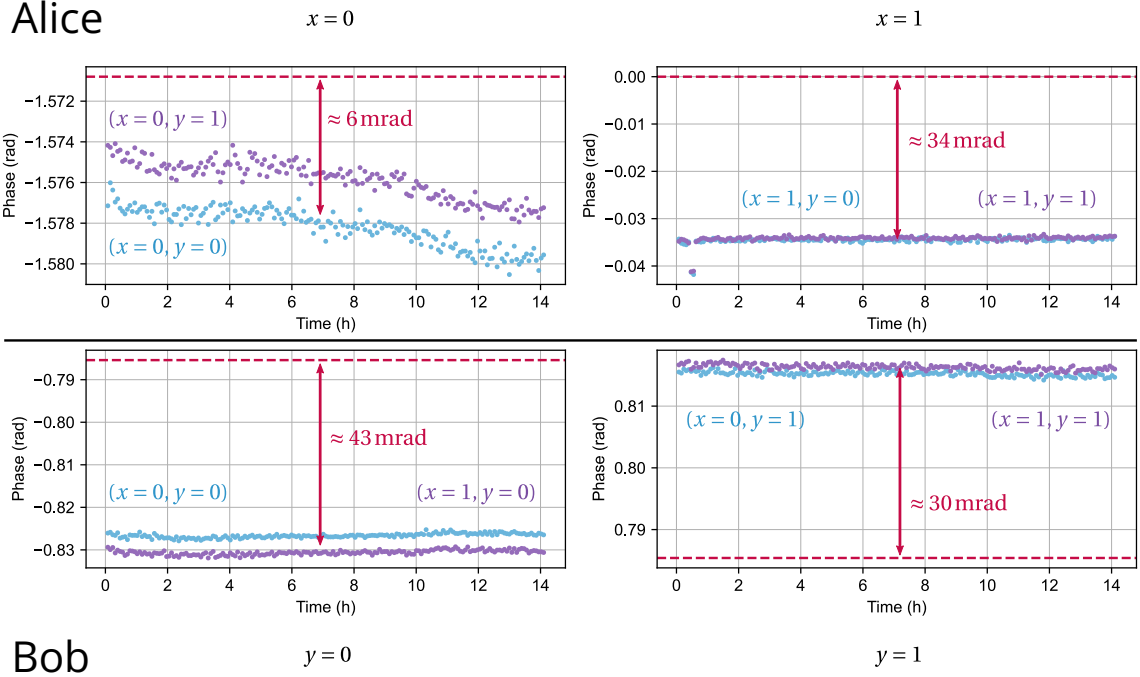 Alice
x = 0
x = 1
−1.572
−1.574
−1.576
−1.578
−1.580
Phase (rad)
(x = 0, y = 1)
≈ 6 mrad
(x = 0, y = 0)
0 2 4 6 8 10 12 14
Time (h)
0.00
−0.01
−0.02
−0.03
−0.04
Phase (rad)
≈ 34 mrad
(x = 1, y = 0)
(x = 1, y = 1)
0 2 4 6 8 10 12 14
Time (h)
−0.79
−0.80
−0.81
−0.82
−0.83
Phase (rad)
≈ 43 mrad
(x = 0, y = 0)
(x = 1, y = 0)
0 2 4 6 8 10 12 14
Time (h)
0.81
0.80
0.79
Phase (rad)
(x = 0, y = 1)
(x = 1, y = 1)
≈ 30 mrad
0 2 4 6 8 10 12 14
Time (h)
Bob
y = 0
y = 1